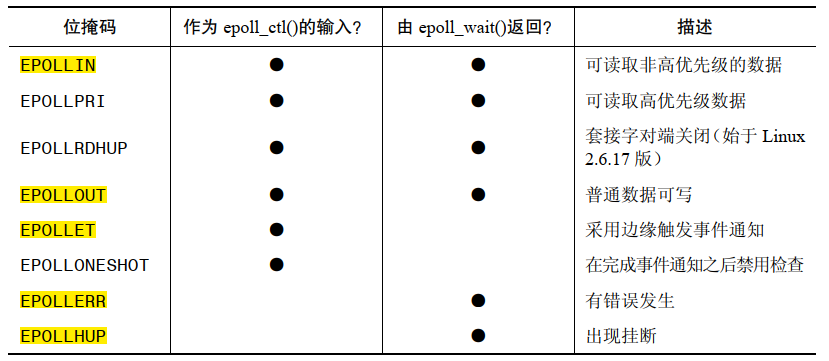 位掩码 作为 epoll_ctl()的输入? 由 epoll_wait()返回? 描述
EPOLLIN ● ● 可读取非高优先级的数据
EPOLLPRI ● ● 可读取高优先级数据
EPOLLRDHUP ● ● 套接字对端关闭（始于 Linux
2.6.17 版）
EPOLLOUT ● ● 普通数据可写
EPOLLET ● 采用边缘触发事件通知
EPOLLONESHOT ● 在完成事件通知之后禁用检查
EPOLLERR ● 有错误发生
EPOLLHUP ● 出现挂断